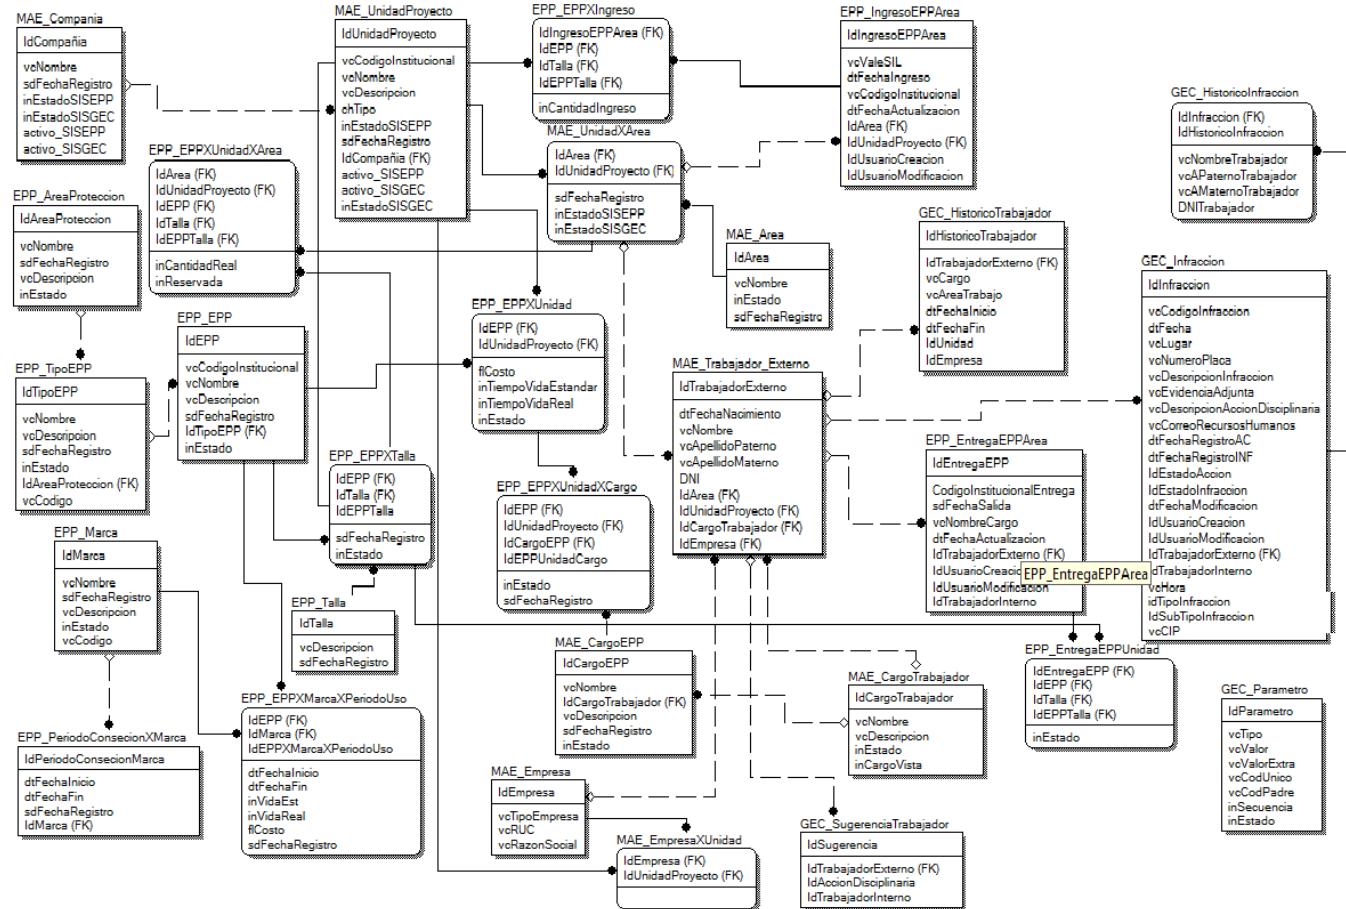 MAE_Compania
IdCompañia
vcNombre
sdFechaRegistro
inEstadoSISEPP
inEstadoSISGEC
activo_SISEPP
activo_SISGEC
MAE_UnidadProyecto
IdUnidadProyecto
vcCodigoInstitucional
vcNombre
vcDescripcion
chTipo
inEstadoSISEPP
sdFechaRegistro
IdCompañia (FK)
activo_SISEPP
activo_SISGEC
inEstadoSISGEC
EPP_EPPXIngreso
IdIngresoEPPArea (FK)
IdEPP (FK)
IdTalla (FK)
IdEPPTalla (FK)
inCantidadIngreso
EPP_IngresoEPPArea
IdIngresoEPPArea
vcValeSIL
dtFechaIngreso
vcCodigoInstitucional
dtFechaActualizacion
IdArea (FK)
IdUnidadProyecto (FK)
IdUsuarioCreacion
IdUsuarioModificacion
GEC_HistoricoInfraccion
IdInfraccion (FK)
IdHistoricoInfraccion
vcNombreTrabajador
vcAPaternoTrabajador
vcAMaternoTrabajador
DNITrabajador
MAE_UnidadXArea
IdArea (FK)
IdUnidadProyecto (FK)
sdFechaRegistro
inEstadoSISEPP
inEstadoSISGEC
EPP_EPPXUnidadXArea
IdArea (FK)
IdUnidadProyecto (FK)
IdEPP (FK)
IdTalla (FK)
IdEPPTalla (FK)
inCantidadReal
inReservada
EPP_AreaProteccion
IdAreaProteccion
vcNombre
sdFechaRegistro
vcDescripcion
inEstado
MAE_Area
IdArea
vcNombre
inEstado
sdFechaRegistro
GEC_HistoricoTrabajador
IdHistoricoTrabajador
IdTrabajadorExterno (FK)
vcCargo
vcAreaTrabajo
dtFechaInicio
dtFechaFin
IdUnidad
IdEmpresa
GEC_Infraccion
IdInfraccion
vcCodigoInfraccion
dtFecha
vcLugar
vcNumeroPlaca
vcDescripcionInfraccion
vcEvidenciaAdjunta
vcDescripcionAccionDisciplinaria
vcCorreoRecursosHumanos
dtFechaRegistroAC
dtFechaRegistroINF
IdEstadoAccion
IdEstadoInfraccion
dtFechaModificacion
IdUsuarioCreacion
IdUsuarioModificacion
IdTrabajadorExterno (FK)
dTrabajadorInterno
vcHora
idTipoInfraccion
IdSubTipoInfraccion
vcCIP
EPP_EPPXUnidad
IdEPP (FK)
IdUnidadProyecto (FK)
flCosto
inTiempoVidaEstandar
inTiempoVidaReal
inEstado
EPP_EPP
IdEPP
vcCodigoInstitucional
vcNombre
vcDescripcion
sdFechaRegistro
IdTipoEPP (FK)
inEstado
EPP_TipoEPP
IdTipoEPP
vcNombre
vcDescripcion
sdFechaRegistro
inEstado
IdAreaProteccion (FK)
vcCodigo
MAE_Trabajador_Externo
IdTrabajadorExterno
dtFechaNacimiento
vcNombre
vcApellidoPaterno
vcApellidoMaterno
DNI
IdArea (FK)
IdUnidadProyecto (FK)
IdCargoTrabajador (FK)
IdEmpresa (FK)
EPP_EPPXTalla
IdEPP (FK)
IdTalla (FK)
IdEPPTalla
sdFechaRegistro
inEstado
EPP_EPPXUnidadXCargo
IdEPP (FK)
IdUnidadProyecto (FK)
IdCargoEPP (FK)
IdEPPUnidadCargo
inEstado
sdFechaRegistro
EPP_EntregaEPPArea
IdEntregaEPP
CodigoInstitucionalEntrega
sdFechaSalida
vcNombreCargo
dtFechaActualizacion
IdTrabajadorExterno (FK)
IdUsuarioCreacio
IdUsuarioModificacion
IdTrabajadorInterno
EPP_EntregaEPPArea
EPP_Marca
IdMarca
vcNombre
sdFechaRegistro
vcDescripcion
inEstado
vcCodigo
EPP_Talla
IdTalla
vcDescripcion
sdFechaRegistro
MAE_CargoEPP
IdCargoEPP
vcNombre
IdCargoTrabajador (FK)
vcDescripcion
sdFechaRegistro
inEstado
MAE_CargoTrabajador
IdCargoTrabajador
vcNombre
vcDescripcion
inEstado
inCargoVista
EPP_EntregaEPPUnidad
IdEntregaEPP (FK)
IdEPP (FK)
IdTalla (FK)
IdEPPTalla (FK)
inEstado
GEC_Parametro
IdParametro
vcTipo
vcValor
vcValorExtra
vcCodUnico
vcCodPadre
inSecuencia
inEstado
EPP_EPPXMarcaXPeriodoUso
IdEPP (FK)
IdMarca (FK)
IdEPPXMarcaXPeriodoUso
dtFechaInicio
dtFechaFin
inVidaEst
inVidaReal
flCosto
sdFechaRegistro
EPP_PeriodoConsecionXMarca
IdPeriodoConsecionMarca
dtFechaInicio
dtFechaFin
sdFechaRegistro
IdMarca (FK)
MAE_Empresa
IdEmpresa
vcTipoEmpresa
vcRUC
vcRazonSocial
MAE_EmpresaXUnidad
IdEmpresa (FK)
IdUnidadProyecto (FK)
GEC_SugerenciaTrabajador
IdSugerencia
IdTrabajadorExterno (FK)
IdAccionDisciplinaria
IdTrabajadorInterno